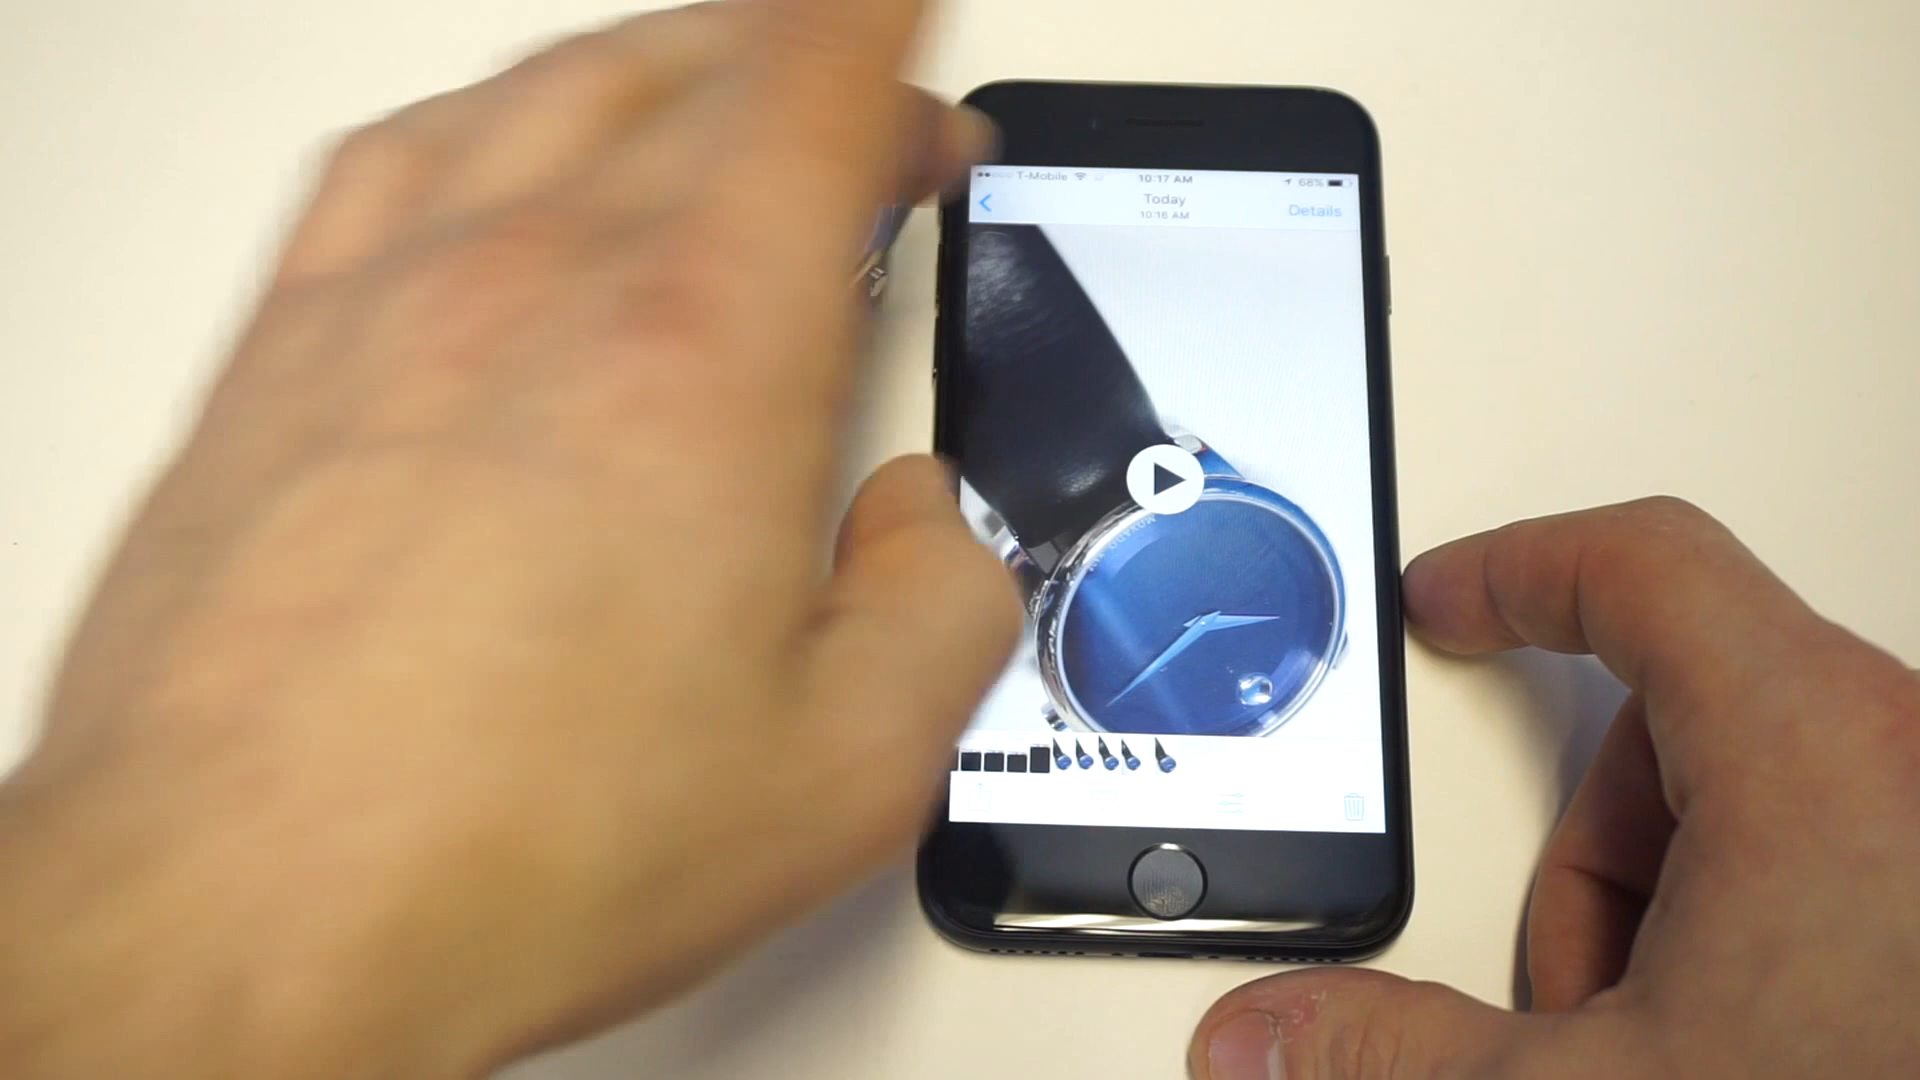 T-Mobile 10:17 AM 68%
Today
10:16 AM
Details
MOVADO